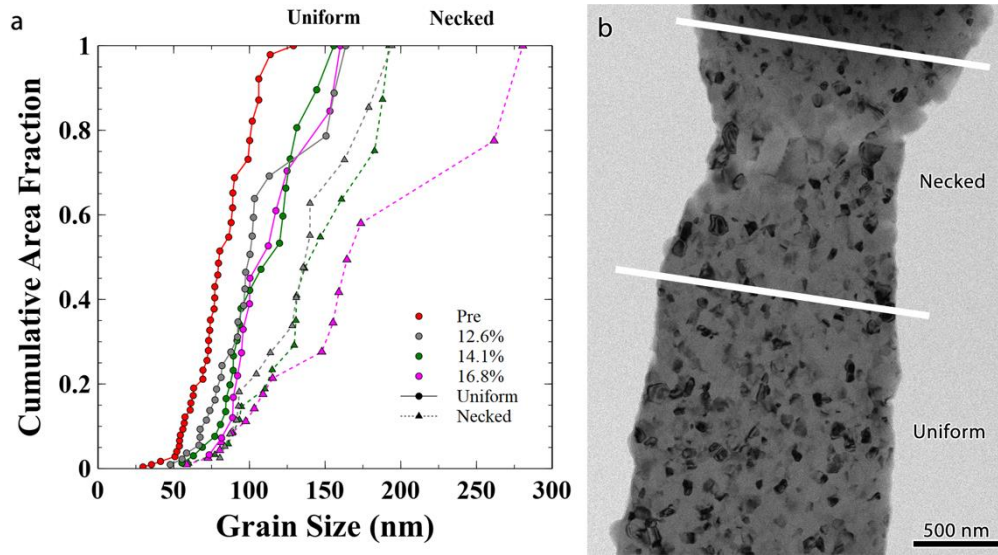 a
Uniform
Necked
Cumulative Area Fraction
1
0.8
0.6
0.4
0.2
0
Pre
12.6%
14.1%
16.8%
Uniform
Necked
0
50
100
150
200
250
300
Grain Size (nm)
b
Necked
Uniform
500 nm